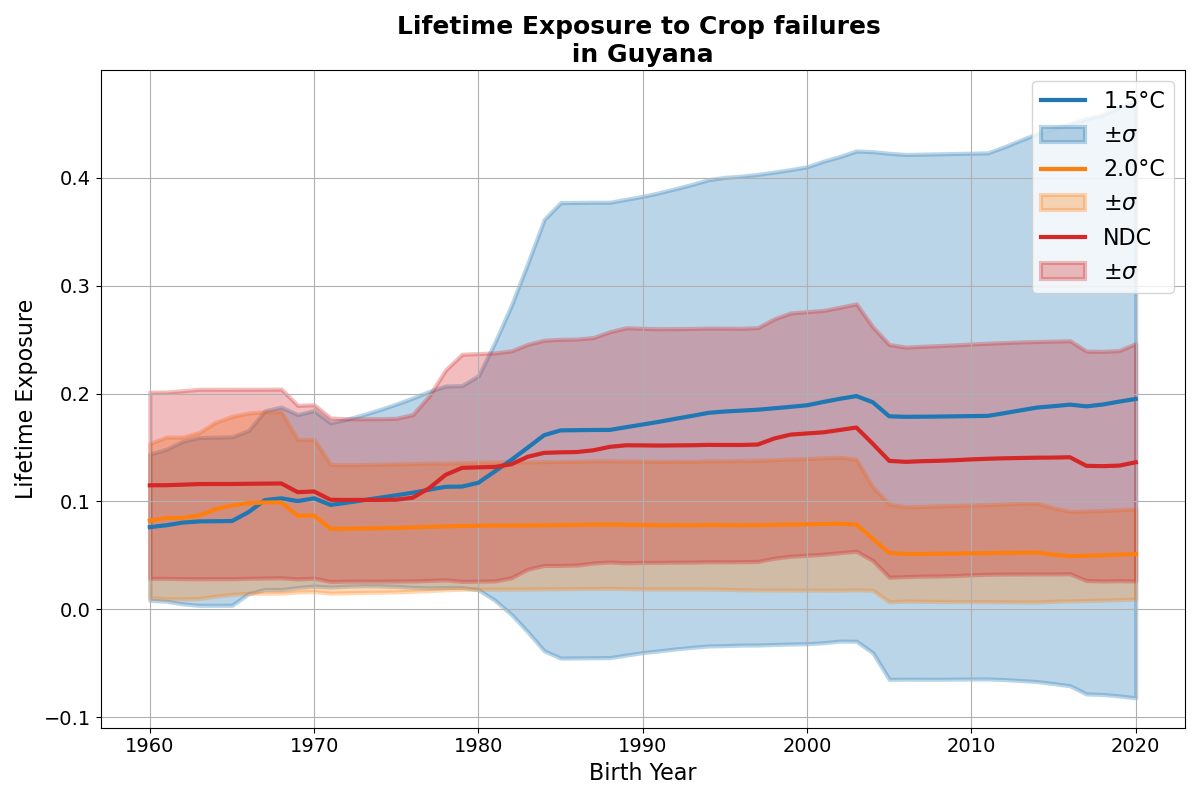 Lifetime Exposure to Crop failures
in Guyana
1.5°C
±σ
2.0°C
±σ
NDC
±σ
Lifetime Exposure
0.4
0.3
0.2
0.1
0.0
−0.1
1960 1970 1980 1990 2000 2010 2020
Birth Year